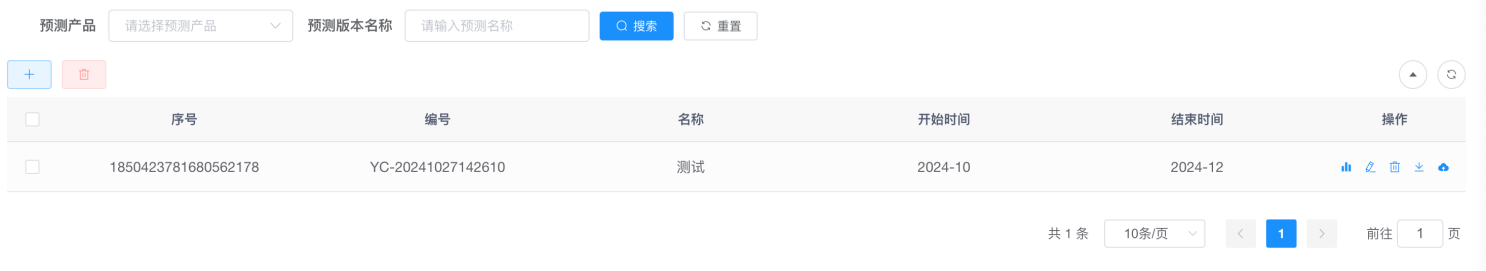 预测产品 请选择预测产品 预测版本名称 请输入预测名称 搜索 重置
序号 编号 名称 开始时间 结束时间 操作
1850423781680562178 YC-20241027142610 测试 2024-10 2024-12
共 1 条 10条/页 1 前往 1 页